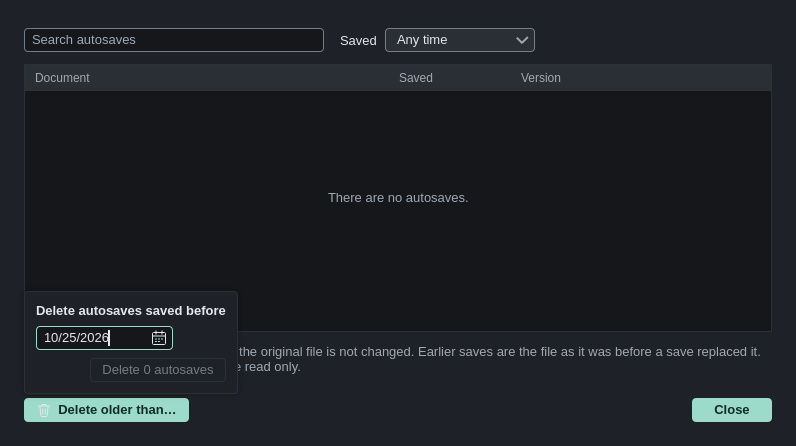 Search autosaves
Saved
Any time
Document
Saved
Version
There are no autosaves.
Delete autosaves saved before
10/25/2026
the original file is not changed. Earlier saves are the file as it was before a save replaced it.
read only.
Delete 0 autosaves
Delete older than…
Close